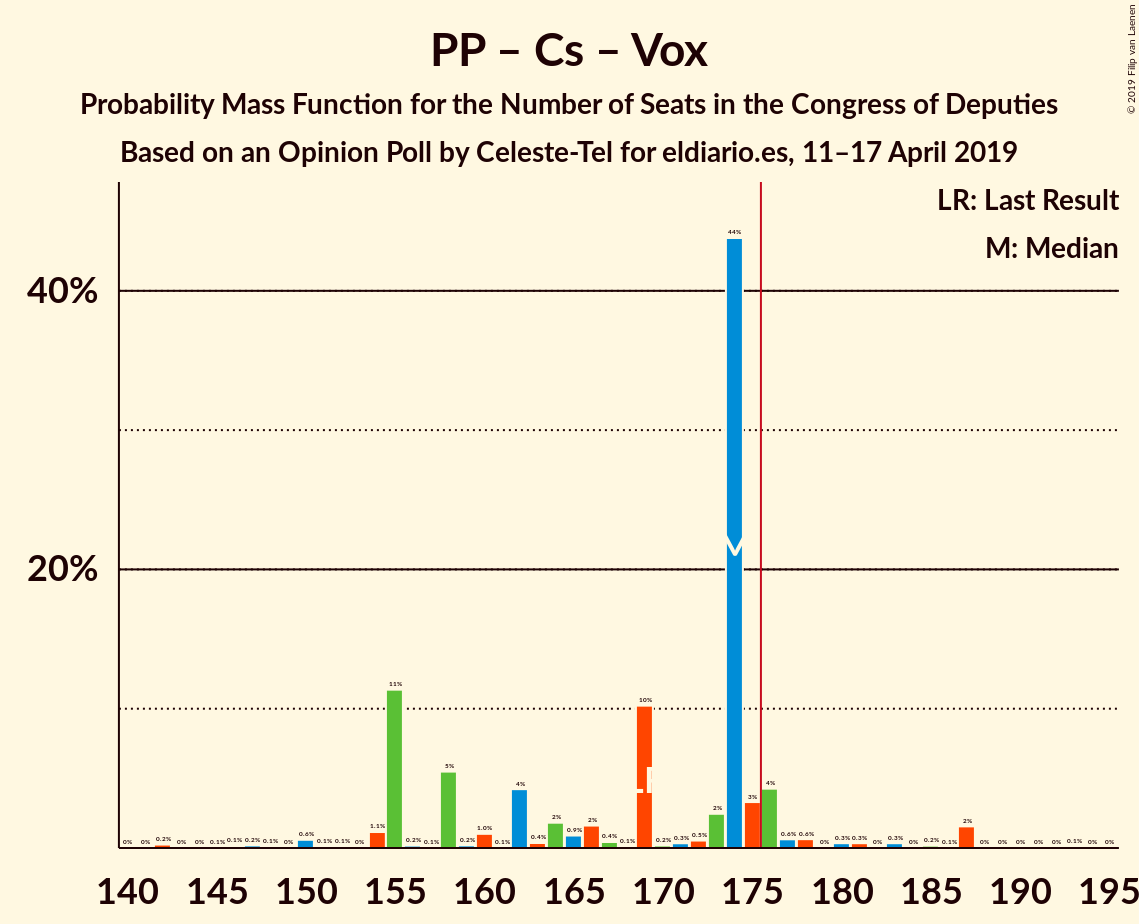 PP – Cs – Vox
Probability Mass Function for the Number of Seats in the Congress of Deputies
Based on an Opinion Poll by Celeste-Tel for eldiario.es, 11–17 April 2019
© 2019 Filip van Laenen
LR: Last Result
M: Median
40%
20%
0% 0% 0.2% 0% 0% 0.1% 0.1% 0.2% 0.1% 0% 0.6% 0.1% 0.1% 0% 1.1% 11% 0.2% 0.1% 5% 0.2% 1.0% 0.1% 4% 0.4% 2% 0.9% 2% 0.4% 0.1% 10% 0.2% 0.3% 0.5% 2% 44% 3% 4% 0.6% 0.6% 0% 0.3% 0.3% 0% 0.3% 0% 0.2% 0.1% 2% 0% 0% 0% 0% 0% 0.1% 0% 0%
M
LR
140 145 150 155 160 165 170 175 180 185 190 195